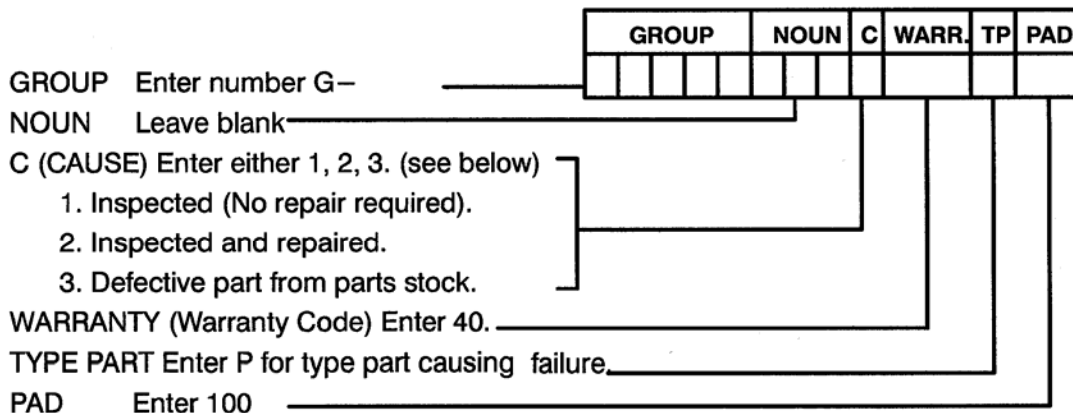 GROUP NOUN C WARR. TP PAD
GROUP Enter number G–
NOUN Leave blank
C (CAUSE) Enter either 1, 2, 3. (see below)
1. Inspected (No repair required).
2. Inspected and repaired.
3. Defective part from parts stock.
WARRANTY (Warranty Code) Enter 40.
TYPE PART Enter P for type part causing failure.
PAD Enter 100